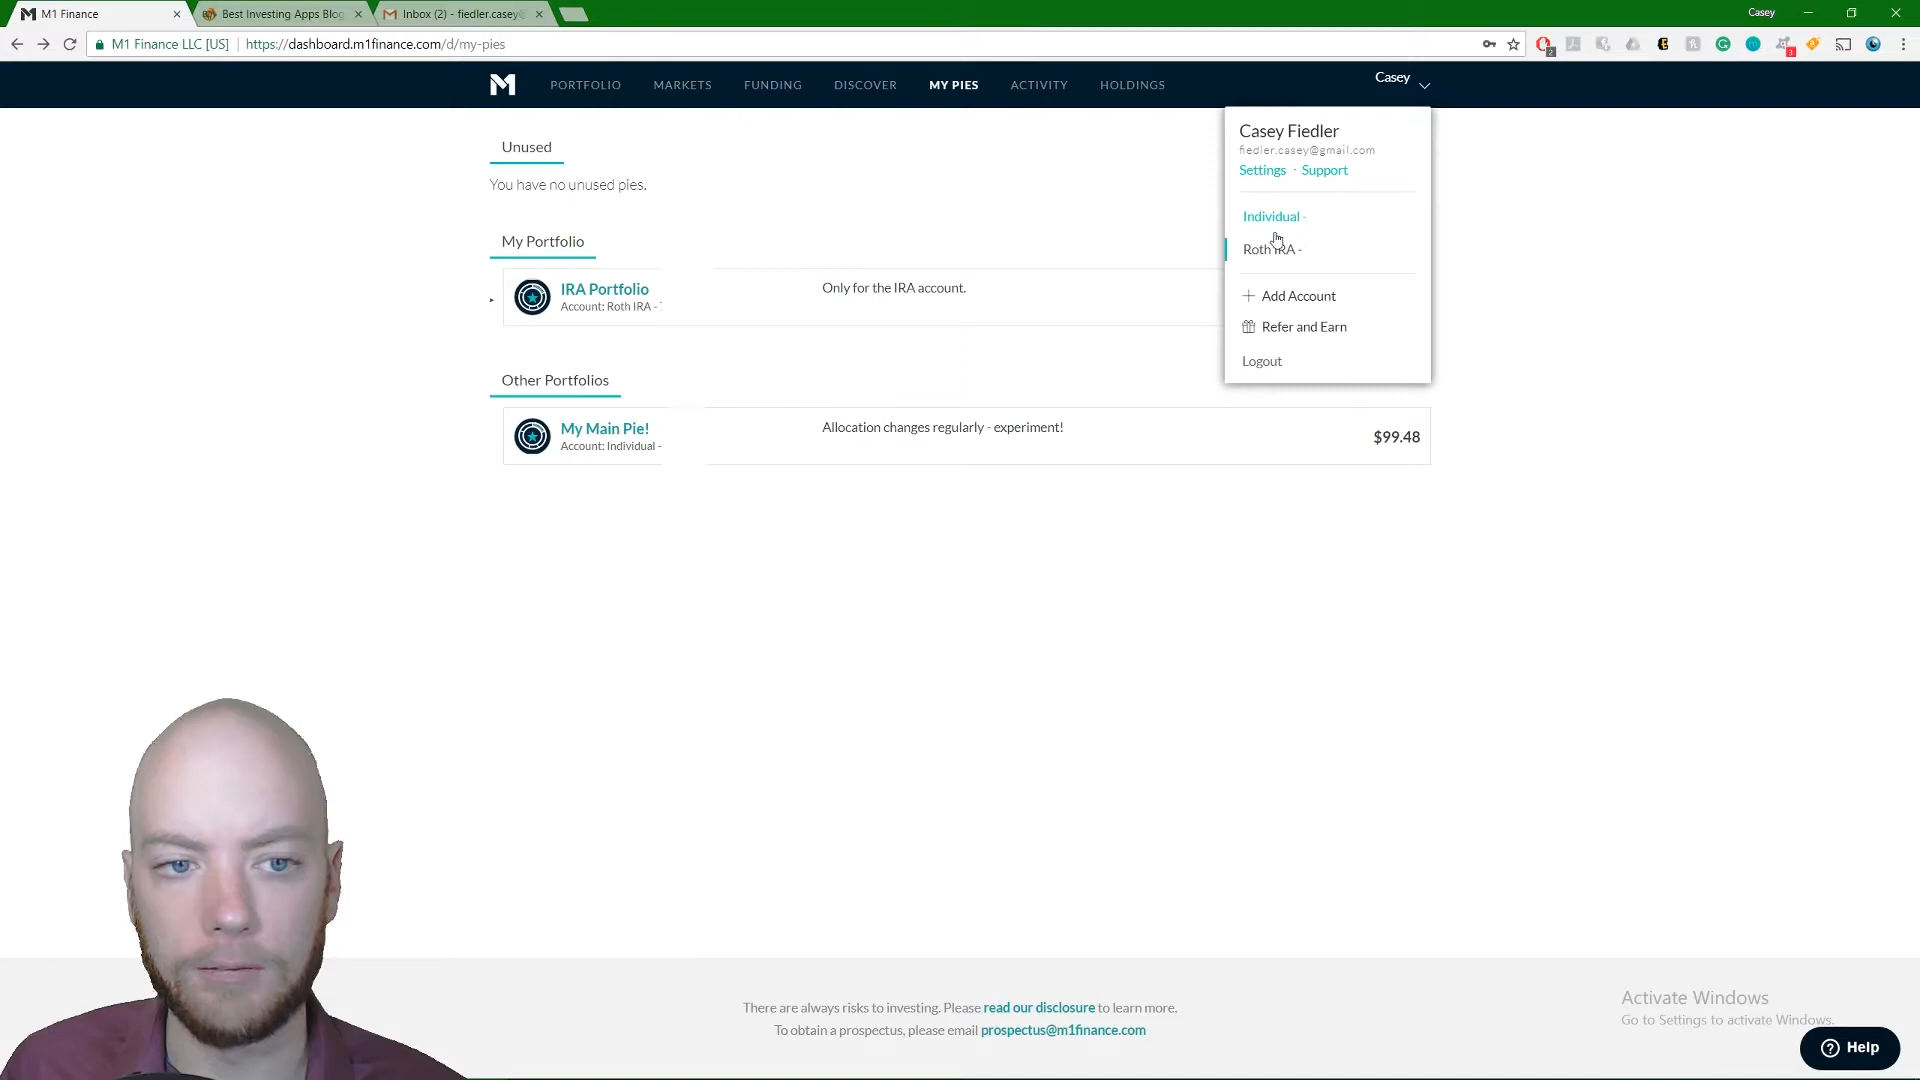 M1 Finance
Best Investing Apps Blog
Inbox (2) - fiedler.casey@
Casey
M1 Finance LLC [US] | https://dashboard.m1finance.com/d/my-pies
PORTFOLIO MARKETS FUNDING DISCOVER MY PIES ACTIVITY HOLDINGS Casey
Casey Fiedler
fiedler.casey@gmail.com
Settings · Support
Individual -
Roth IRA -
Add Account
Refer and Earn
Logout
Unused
You have no unused pies.
My Portfolio
IRA Portfolio
Account: Roth IRA -
Only for the IRA account.
Other Portfolios
My Main Pie!
Account: Individual -
Allocation changes regularly - experiment!
$99.48
There are always risks to investing. Please read our disclosure to learn more.
To obtain a prospectus, please email prospectus@m1finance.com
Activate Windows
Go to Settings to activate Windows.
Help